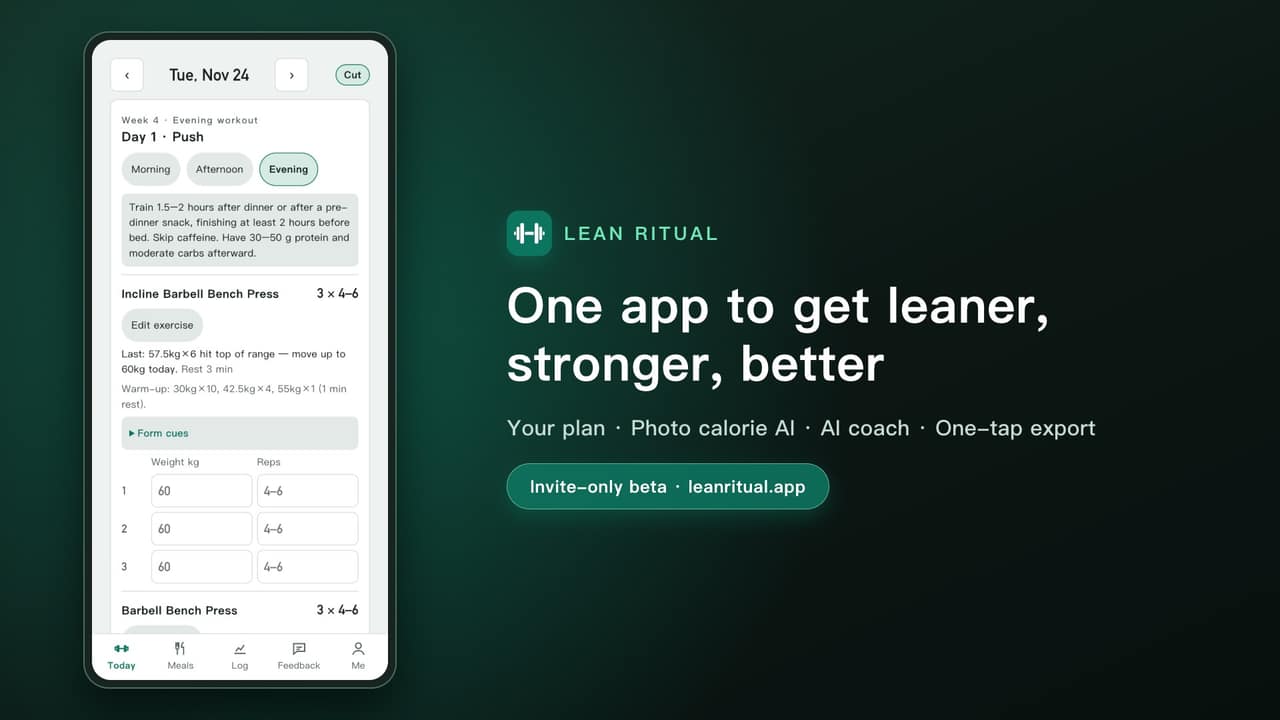 ‹
Tue, Nov 24
›
Cut
Week 4 · Evening workout
Day 1 · Push
Morning
Afternoon
Evening
Train 1.5–2 hours after dinner or after a pre-
dinner snack, finishing at least 2 hours before
bed. Skip caffeine. Have 30–50 g protein and
moderate carbs afterward.
Incline Barbell Bench Press
3 × 4–6
Edit exercise
Last: 57.5kg×6 hit top of range — move up to
60kg today. Rest 3 min
Warm-up: 30kg×10, 42.5kg×4, 55kg×1 (1 min
rest).
▸ Form cues
Weight kg
Reps
1
60
4–6
2
60
4–6
3
60
4–6
Barbell Bench Press
3 × 4–6
Today
Meals
Log
Feedback
Me
LEAN RITUAL
One app to get leaner,
stronger, better
Your plan · Photo calorie AI · AI coach · One-tap export
Invite-only beta · leanritual.app